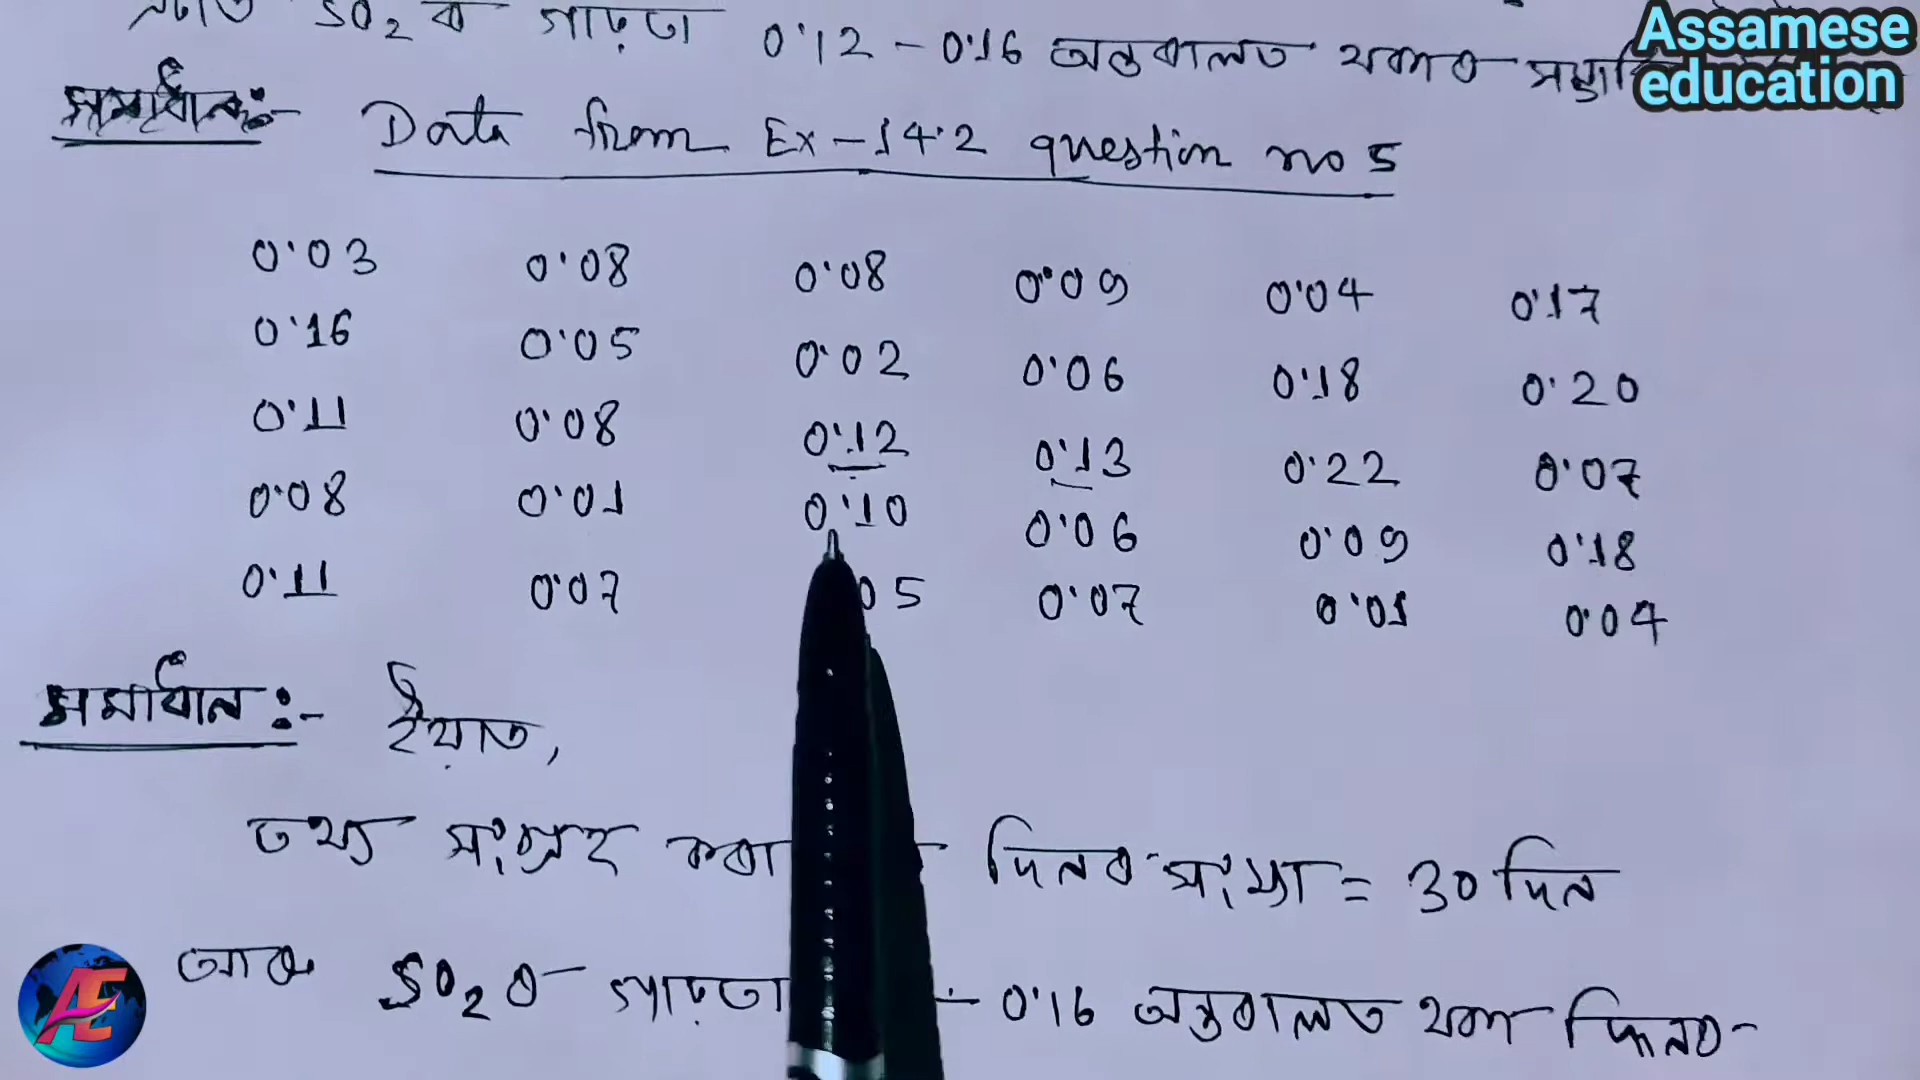 SO₂ ৰ গাঢ়তা 0.12 - 0.16 অন্তৰালত থকাৰ
Assamese
education
সমাধান:- Data from Ex-14.2 question no 5
0.03 0.08 0.08 0.09 0.04 0.17
0.16 0.05 0.02 0.06 0.18 0.20
0.11 0.08 0.12 0.13 0.22 0.07
0.08 0.01 0.10 0.06 0.09 0.18
0.11 0.07 05 0.07 0.01 0.04
সমাধান:- ইয়াত,
তথ্য সংগ্ৰহ কৰা দিনৰ সংখ্যা = 30 দিন
আৰু SO₂ ৰ গাঢ়তা - 0.16 অন্তৰালত থকা দিনৰ
AE